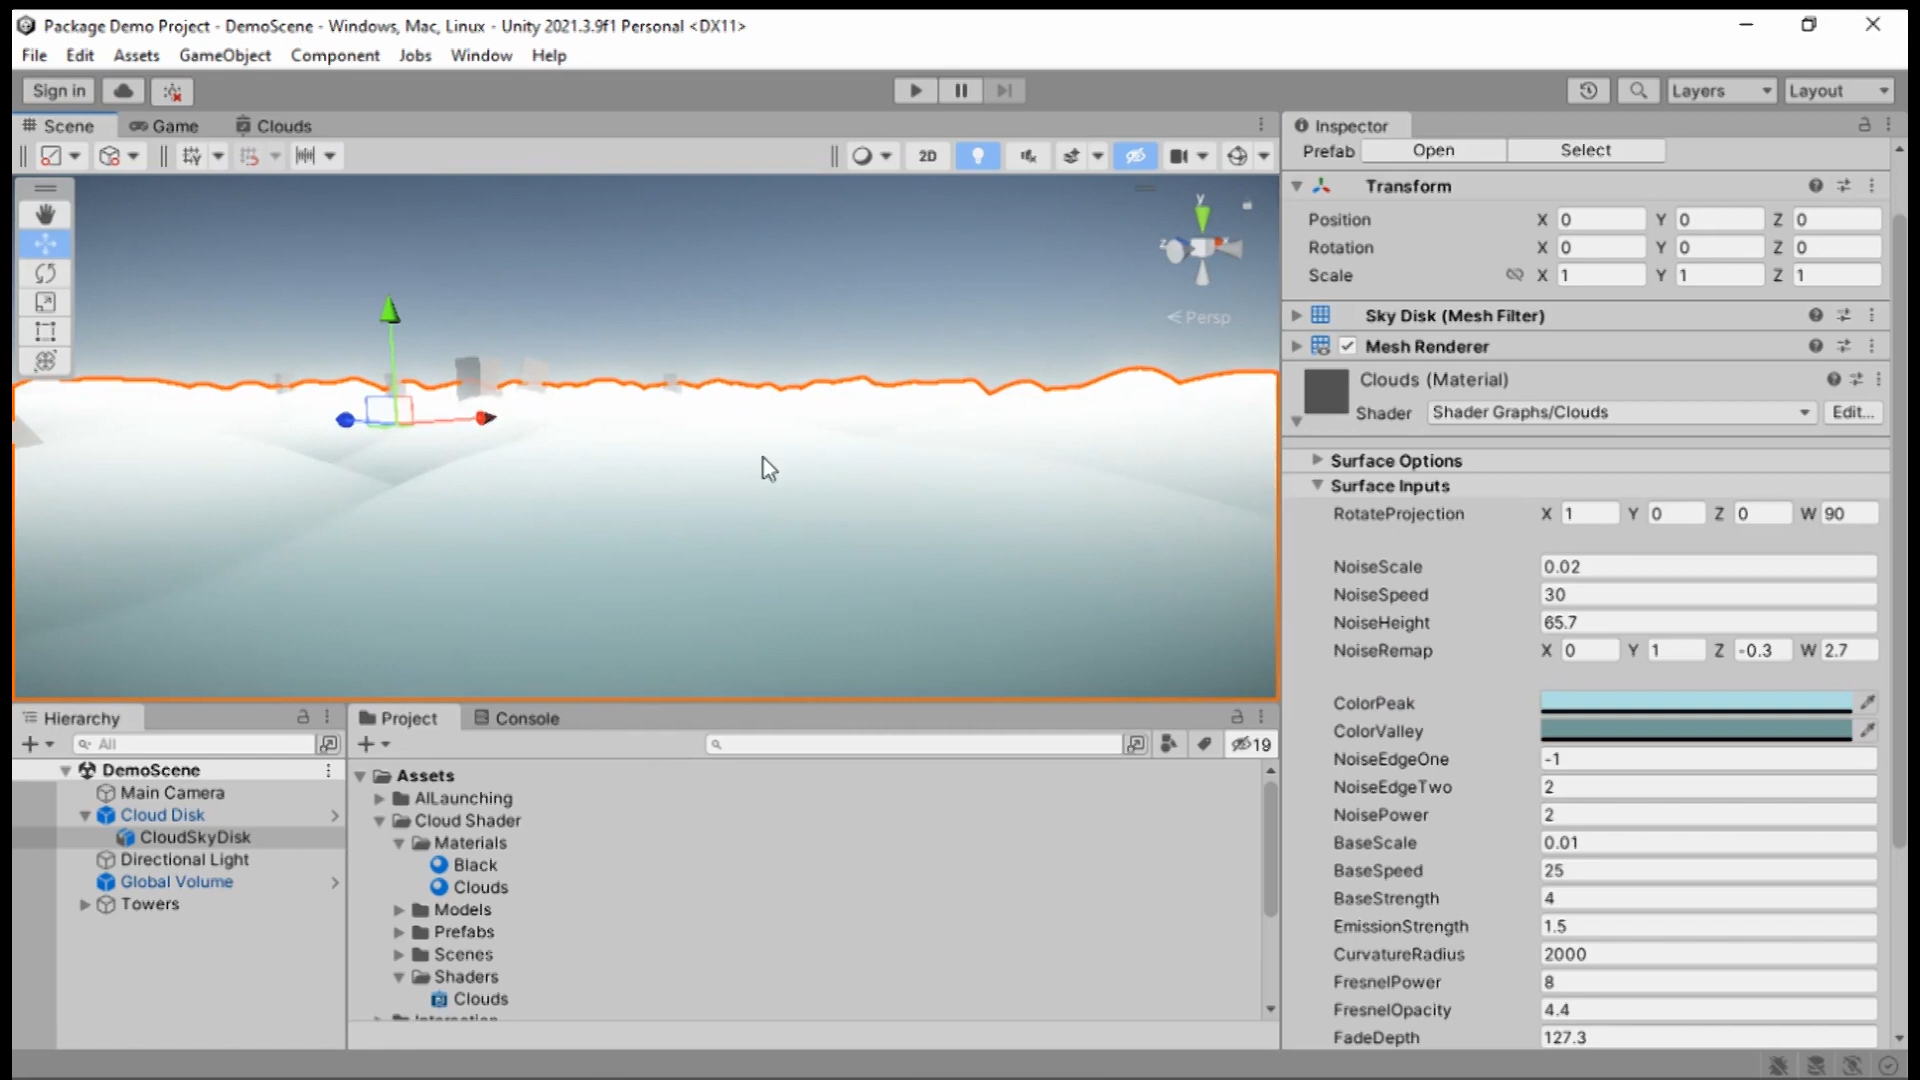 Package Demo Project - DemoScene - Windows, Mac, Linux - Unity 2021.3.9f1 Personal <DX11>
File Edit Assets GameObject Component Jobs Window Help
Sign in
Layers Layout
Scene Game Clouds
2D
y
z x
Persp
Inspector
Prefab Open Select
Transform
Position X 0 Y 0 Z 0
Rotation X 0 Y 0 Z 0
Scale X 1 Y 1 Z 1
Sky Disk (Mesh Filter)
Mesh Renderer
Clouds (Material)
Shader Shader Graphs/Clouds Edit...
Surface Options
Surface Inputs
RotateProjection X 1 Y 0 Z 0 W 90
NoiseScale 0.02
NoiseSpeed 30
NoiseHeight 65.7
NoiseRemap X 0 Y 1 Z -0.3 W 2.7
ColorPeak
ColorValley
NoiseEdgeOne -1
NoiseEdgeTwo 2
NoisePower 2
BaseScale 0.01
BaseSpeed 25
BaseStrength 4
EmissionStrength 1.5
CurvatureRadius 2000
FresnelPower 8
FresnelOpacity 4.4
FadeDepth 127.3
Hierarchy
All
DemoScene
Main Camera
Cloud Disk
CloudSkyDisk
Directional Light
Global Volume
Towers
Project Console
19
Assets
AILaunching
Cloud Shader
Materials
Black
Clouds
Models
Prefabs
Scenes
Shaders
Clouds